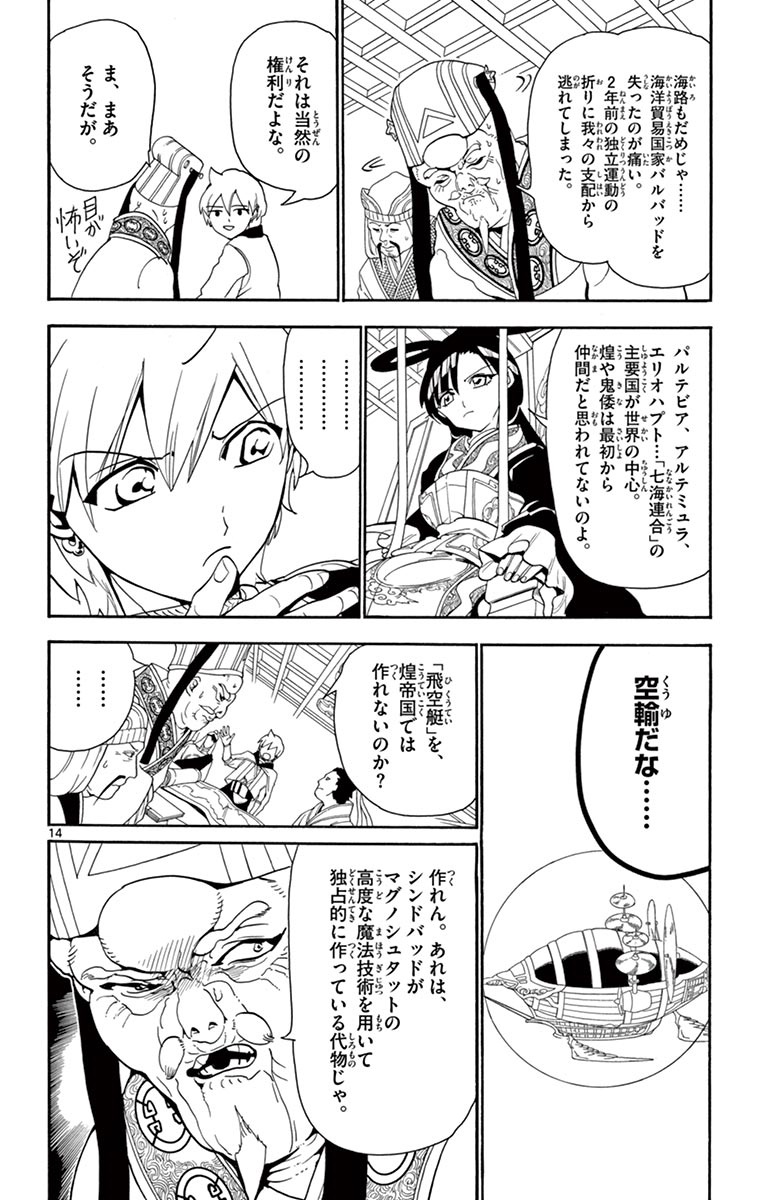 海路もだめじゃ……
海洋貿易国家バルバッドを
失ったのが痛い。
2年前の独立運動の
折りに我々の支配から
逃れてしまった。
それは当然の
権利だよな。
ま、まあ
そうだが。
目が
怖いぞ
パルテビア、アルテミュラ、
エリオハプト…「七海連合」の
主要国が世界の中心。
煌や鬼倭は最初から
仲間だと思われてないのよ。
………
………
空輸だな……
「飛空艇」を、
煌帝国では
作れないのか?
……
……
作れん。あれは、
シンドバッドが
マグノシュタットの
高度な魔法技術を用いて
独占的に作っている代物じゃ。
14